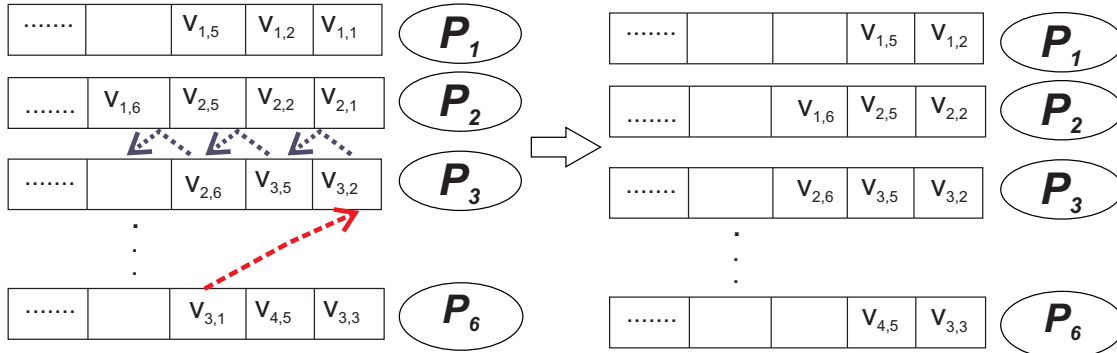 ....... V1,5 V1,2 V1,1 P1
....... V1,6 V2,5 V2,2 V2,1 P2
....... V2,6 V3,5 V3,2 P3
....... V3,1 V4,5 V3,3 P6
....... V1,5 V1,2 P1
....... V1,6 V2,5 V2,2 P2
....... V2,6 V3,5 V3,2 P3
....... V4,5 V3,3 P6